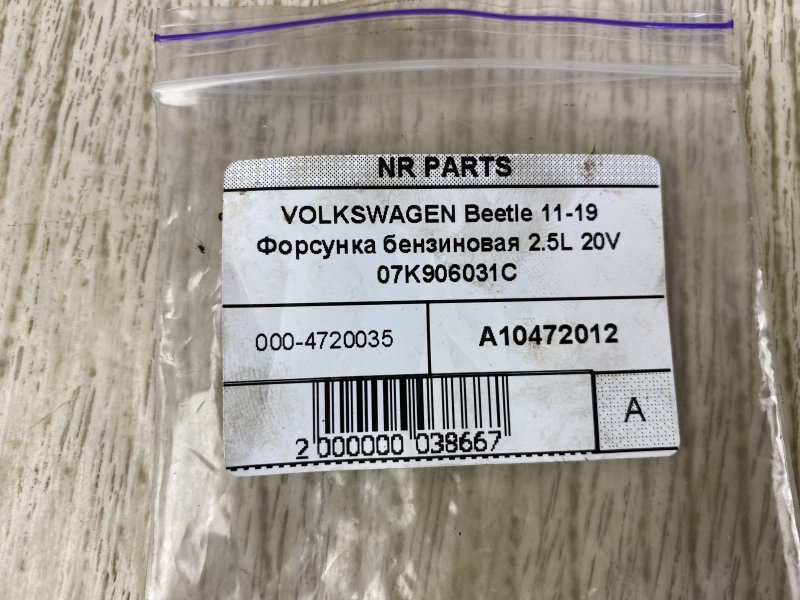 NR PARTS
VOLKSWAGEN Beetle 11-19
Форсунка бензиновая 2.5L 20V
07K906031C
000-4720035
A10472012
2 000000 038667
A